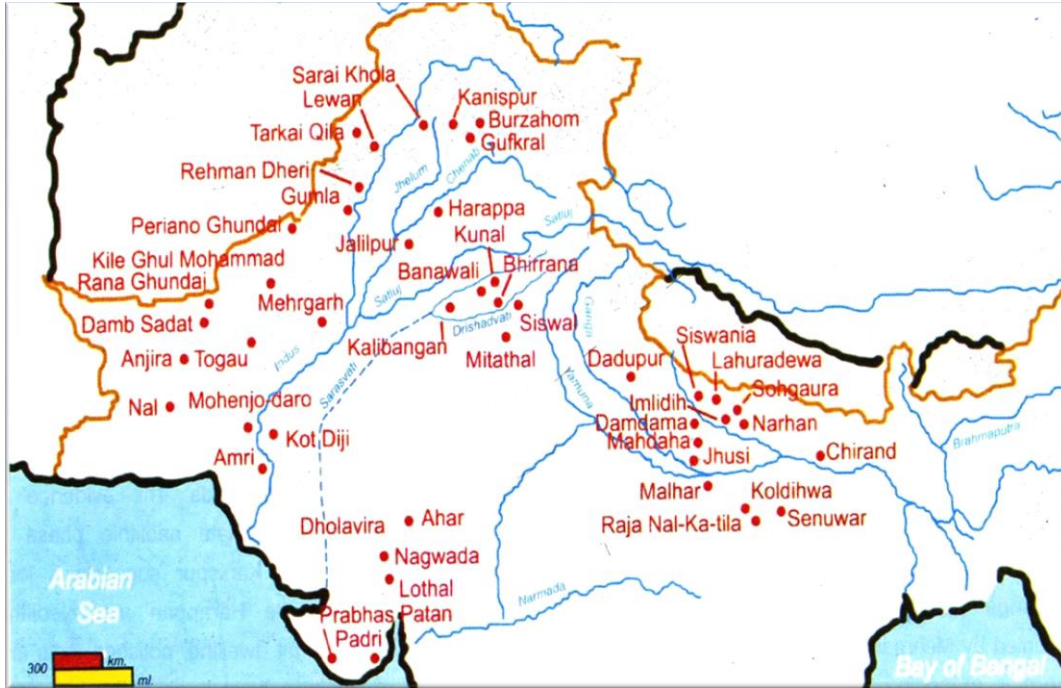 Sarai Khola
Lewan
Kanispur
Tarkai Qila
Burzahom
Gufkral
Rehman Dheri
Jhelum
Chenab
Gumla
Harappa
Periano Ghundal
Kunal
Satluj
Jalilpur
Kile Ghul Mohammad
Banawali
Bhirrana
Rana Ghundai
Mehrgarh
Satluj
Damb Sadat
Drishadvati
Siswal
Ganga
Siswania
Anjira
Togau
Indus
Kalibangan
Mitathal
Dadupur
Lahuradewa
Sarasvati
Yamuna
Sohgaura
Nal
Mohenjo-daro
Imlidih
Damdama
Narhan
Kot Diji
Mahdaha
Brahmaputra
Amri
Jhusi
Chirand
Malhar
Koldihwa
Dholavira
Ahar
Raja Nal-Ka-tila
Senuwar
Nagwada
Arabian
Sea
Lothal
Narmada
Prabhas Patan
Padri
300
km.
ml.
Bay of Bengal